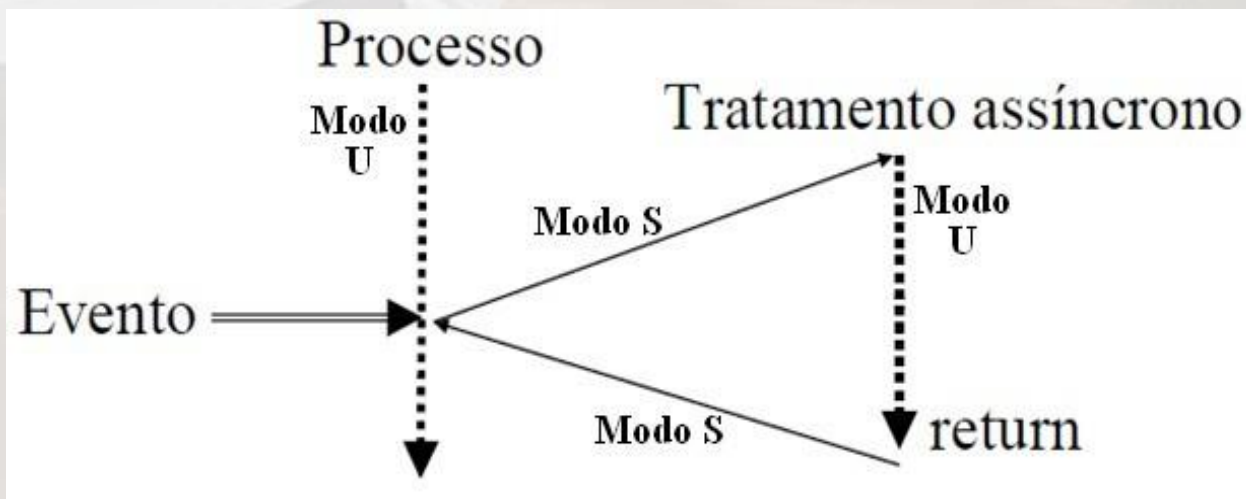 Processo
Modo
U
Tratamento assíncrono
Modo S
Modo
U
Evento
Modo S
return